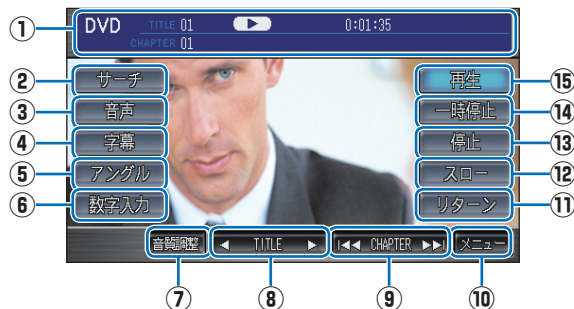 ① DVD TITLE 01 0:01:35
CHAPTER 01
② サーチ 再生 ⑮
③ 音声 一時停止 ⑭
④ 字幕 停止 ⑬
⑤ アングル スロー ⑫
⑥ 数字入力 リターン ⑪
音質調整 ◀ TITLE ▶ I◀◀ CHAPTER ▶▶I メニュー
⑦ ⑧ ⑨ ⑩